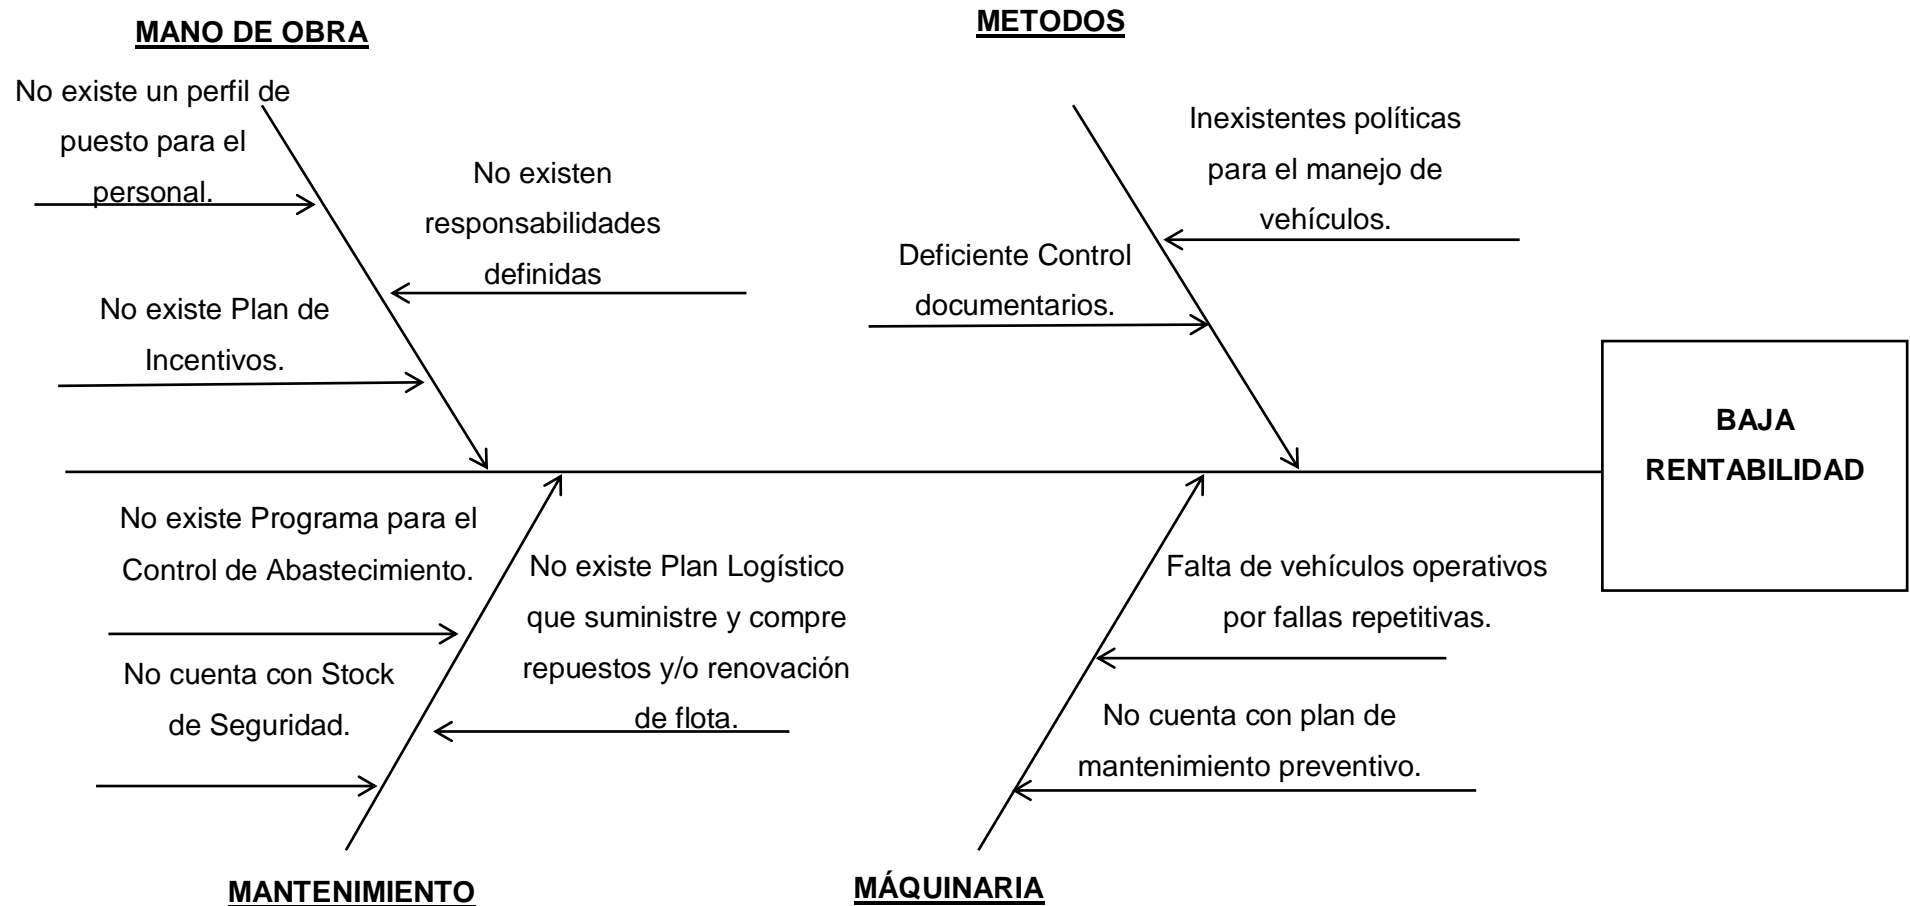 MANO DE OBRA
METODOS
No existe un perfil de
puesto para el
personal.
No existen
responsabilidades
definidas
No existe Plan de
Incentivos.
Inexistentes políticas
para el manejo de
vehículos.
Deficiente Control
documentarios.
BAJA
RENTABILIDAD
No existe Programa para el
Control de Abastecimiento.
No cuenta con Stock
de Seguridad.
No existe Plan Logístico
que suministre y compre
repuestos y/o renovación
de flota.
Falta de vehículos operativos
por fallas repetitivas.
No cuenta con plan de
mantenimiento preventivo.
MANTENIMIENTO
MÁQUINARIA